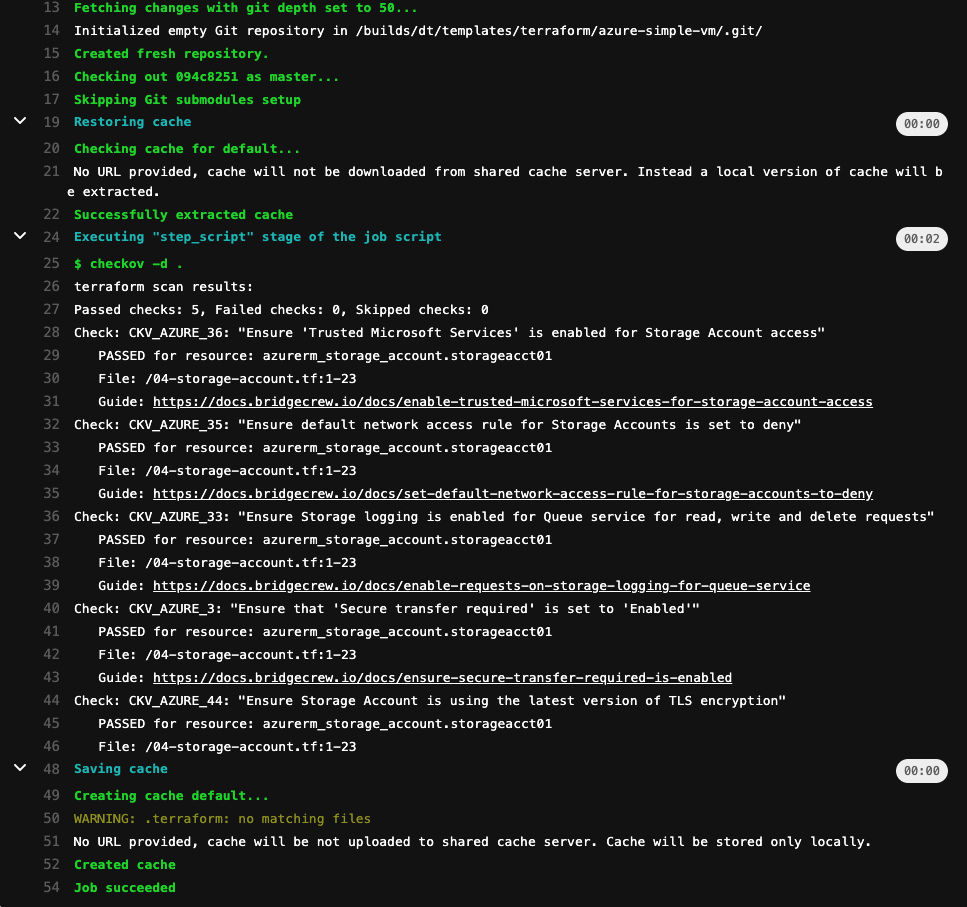 13 Fetching changes with git depth set to 50...
14 Initialized empty Git repository in /builds/dt/templates/terraform/azure-simple-vm/.git/
15 Created fresh repository.
16 Checking out 094c8251 as master...
17 Skipping Git submodules setup
19 Restoring cache 00:00
20 Checking cache for default...
21 No URL provided, cache will not be downloaded from shared cache server. Instead a local version of cache will b
e extracted.
22 Successfully extracted cache
24 Executing "step_script" stage of the job script 00:02
25 $ checkov -d .
26 terraform scan results:
27 Passed checks: 5, Failed checks: 0, Skipped checks: 0
28 Check: CKV_AZURE_36: "Ensure 'Trusted Microsoft Services' is enabled for Storage Account access"
29 PASSED for resource: azurerm_storage_account.storageacct01
30 File: /04-storage-account.tf:1-23
31 Guide: https://docs.bridgecrew.io/docs/enable-trusted-microsoft-services-for-storage-account-access
32 Check: CKV_AZURE_35: "Ensure default network access rule for Storage Accounts is set to deny"
33 PASSED for resource: azurerm_storage_account.storageacct01
34 File: /04-storage-account.tf:1-23
35 Guide: https://docs.bridgecrew.io/docs/set-default-network-access-rule-for-storage-accounts-to-deny
36 Check: CKV_AZURE_33: "Ensure Storage logging is enabled for Queue service for read, write and delete requests"
37 PASSED for resource: azurerm_storage_account.storageacct01
38 File: /04-storage-account.tf:1-23
39 Guide: https://docs.bridgecrew.io/docs/enable-requests-on-storage-logging-for-queue-service
40 Check: CKV_AZURE_3: "Ensure that 'Secure transfer required' is set to 'Enabled'"
41 PASSED for resource: azurerm_storage_account.storageacct01
42 File: /04-storage-account.tf:1-23
43 Guide: https://docs.bridgecrew.io/docs/ensure-secure-transfer-required-is-enabled
44 Check: CKV_AZURE_44: "Ensure Storage Account is using the latest version of TLS encryption"
45 PASSED for resource: azurerm_storage_account.storageacct01
46 File: /04-storage-account.tf:1-23
48 Saving cache 00:00
49 Creating cache default...
50 WARNING: .terraform: no matching files
51 No URL provided, cache will be not uploaded to shared cache server. Cache will be stored only locally.
52 Created cache
54 Job succeeded